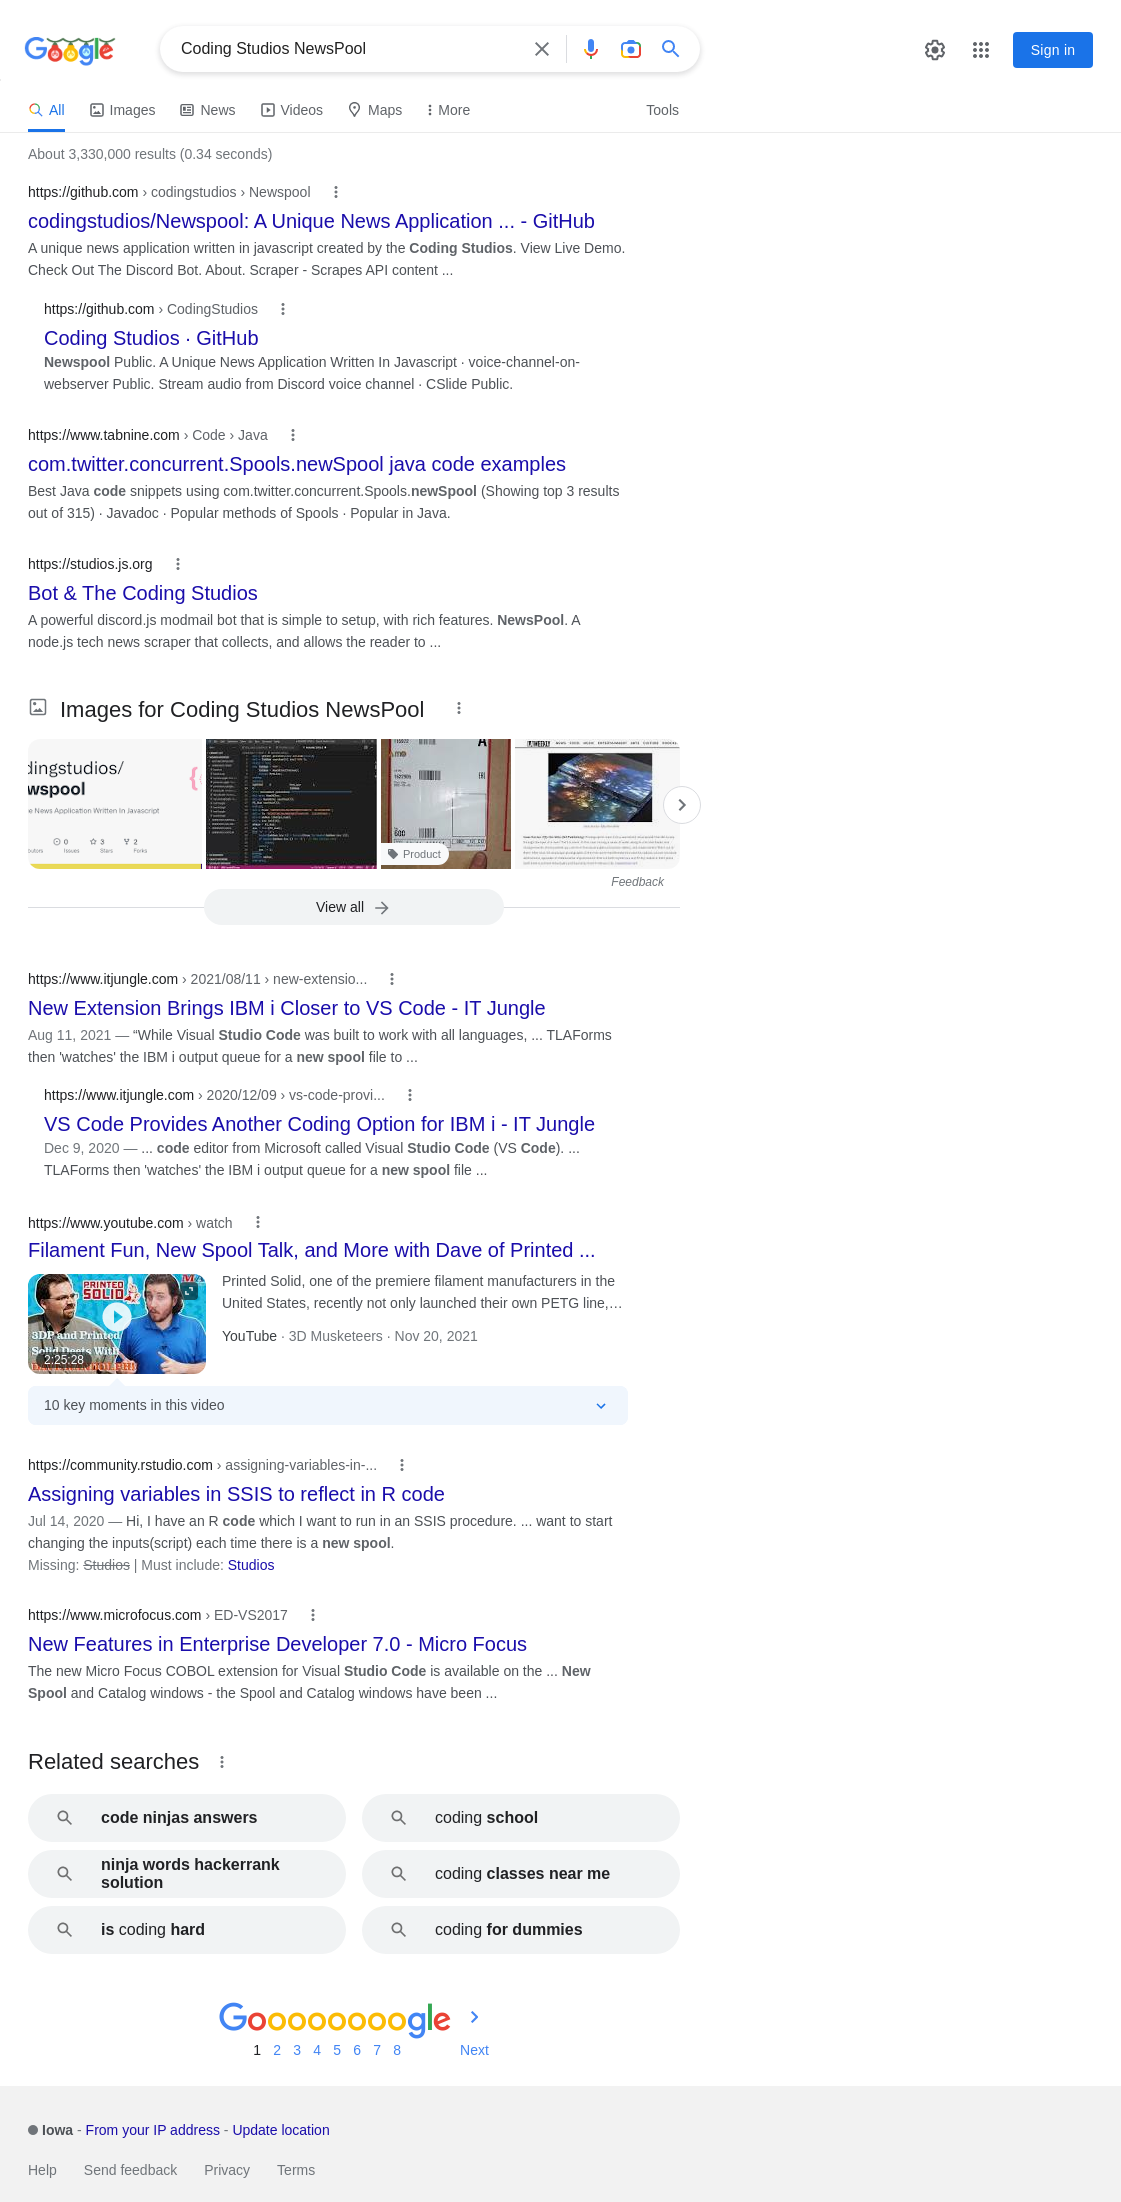 Google
Coding Studios NewsPool
Sign in
All
Images
News
Videos
Maps
More
Tools
About 3,330,000 results (0.34 seconds)
https://github.com › codingstudios › Newspool
codingstudios/Newspool: A Unique News Application ... - GitHub
A unique news application written in javascript created by the Coding Studios. View Live Demo.
Check Out The Discord Bot. About. Scraper - Scrapes API content ...
https://github.com › CodingStudios
Coding Studios · GitHub
Newspool Public. A Unique News Application Written In Javascript · voice-channel-on-
webserver Public. Stream audio from Discord voice channel · CSlide Public.
https://www.tabnine.com › Code › Java
com.twitter.concurrent.Spools.newSpool java code examples
Best Java code snippets using com.twitter.concurrent.Spools.newSpool (Showing top 3 results
out of 315) · Javadoc · Popular methods of Spools · Popular in Java.
https://studios.js.org
Bot & The Coding Studios
A powerful discord.js modmail bot that is simple to setup, with rich features. NewsPool. A
node.js tech news scraper that collects, and allows the reader to ...
Images for Coding Studios NewsPool
dingstudios/
wspool
e News Application Written In Javascript
0
3
2
Issues
Stars
Forks
Product
Feedback
View all
https://www.itjungle.com › 2021/08/11 › new-extensio...
New Extension Brings IBM i Closer to VS Code - IT Jungle
Aug 11, 2021 — “While Visual Studio Code was built to work with all languages, ... TLAForms
then 'watches' the IBM i output queue for a new spool file to ...
https://www.itjungle.com › 2020/12/09 › vs-code-provi...
VS Code Provides Another Coding Option for IBM i - IT Jungle
Dec 9, 2020 — ... code editor from Microsoft called Visual Studio Code (VS Code). ...
TLAForms then 'watches' the IBM i output queue for a new spool file ...
https://www.youtube.com › watch
Filament Fun, New Spool Talk, and More with Dave of Printed ...
PRINTED
SOLID
3DP and Printed
Solid Deets With
2:25:28
Printed Solid, one of the premiere filament manufacturers in the
United States, recently not only launched their own PETG line,…
YouTube · 3D Musketeers · Nov 20, 2021
10 key moments in this video
https://community.rstudio.com › assigning-variables-in-...
Assigning variables in SSIS to reflect in R code
Jul 14, 2020 — Hi, I have an R code which I want to run in an SSIS procedure. ... want to start
changing the inputs(script) each time there is a new spool.
Missing: Studios | Must include: Studios
https://www.microfocus.com › ED-VS2017
New Features in Enterprise Developer 7.0 - Micro Focus
The new Micro Focus COBOL extension for Visual Studio Code is available on the ... New
Spool and Catalog windows - the Spool and Catalog windows have been ...
Related searches
code ninjas answers
coding school
ninja words hackerrank
solution
coding classes near me
is coding hard
coding for dummies
Goooooooogle
1 2 3 4 5 6 7 8 Next
Iowa - From your IP address - Update location
Help Send feedback Privacy Terms